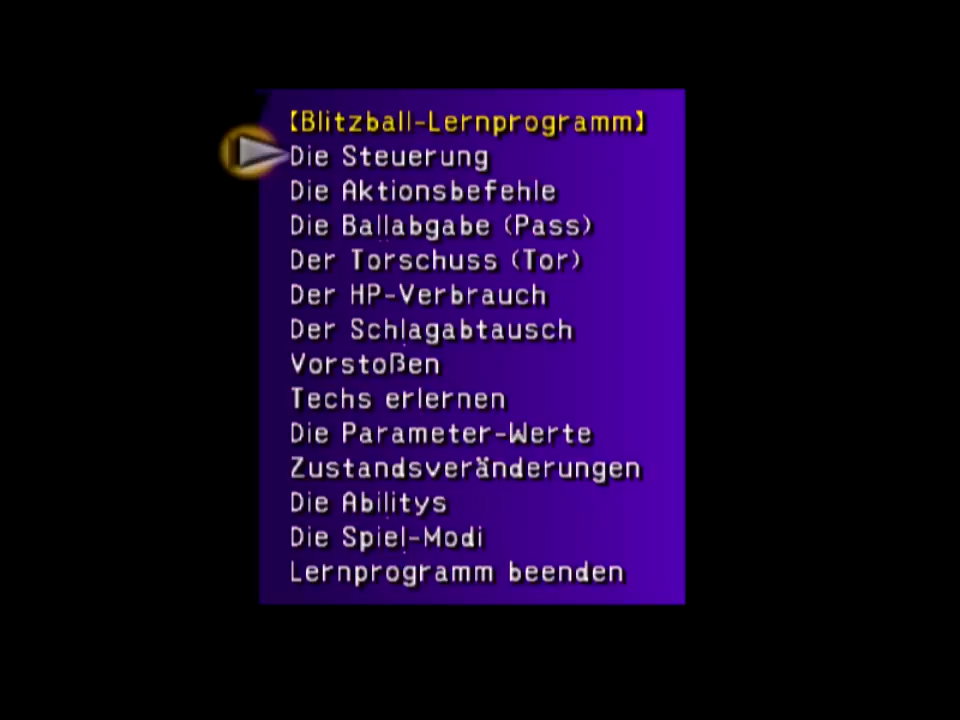 【Blitzball-Lernprogramm】
Die Steuerung
Die Aktionsbefehle
Die Ballabgabe (Pass)
Der Torschuss (Tor)
Der HP-Verbrauch
Der Schlagabtausch
Vorstoßen
Techs erlernen
Die Parameter-Werte
Zustandsveränderungen
Die Abilitys
Die Spiel-Modi
Lernprogramm beenden